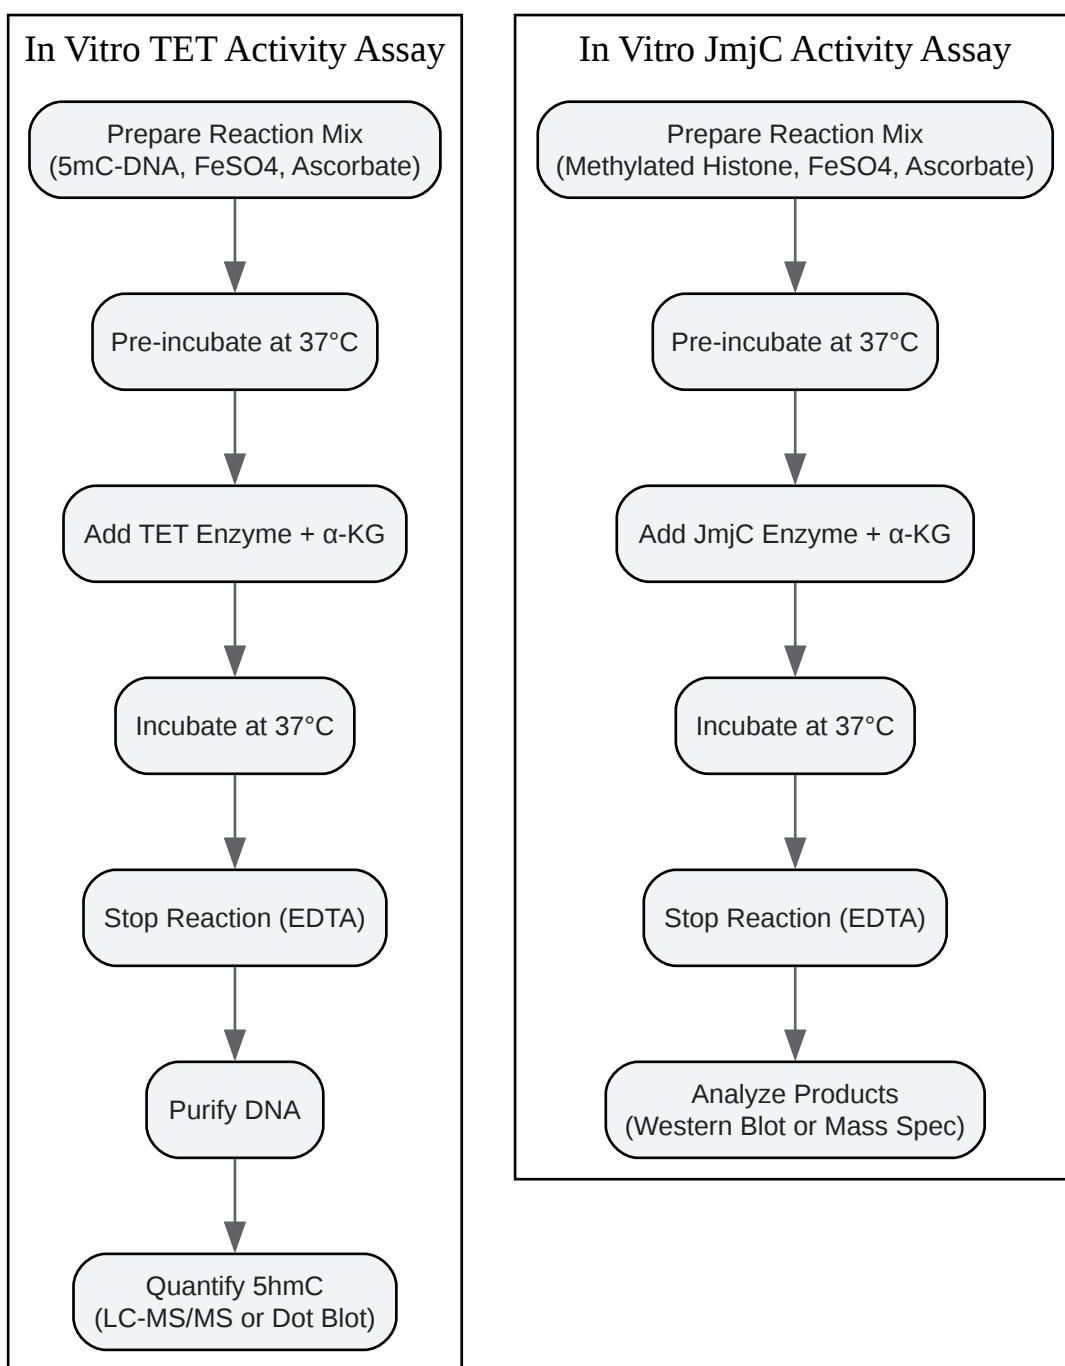 In Vitro TET Activity Assay
Prepare Reaction Mix
(5mC-DNA, FeSO4, Ascorbate)
Pre-incubate at 37°C
Add TET Enzyme + α-KG
Incubate at 37°C
Stop Reaction (EDTA)
Purify DNA
Quantify 5hmC
(LC-MS/MS or Dot Blot)
In Vitro JmjC Activity Assay
Prepare Reaction Mix
(Methylated Histone, FeSO4, Ascorbate)
Pre-incubate at 37°C
Add JmjC Enzyme + α-KG
Incubate at 37°C
Stop Reaction (EDTA)
Analyze Products
(Western Blot or Mass Spec)